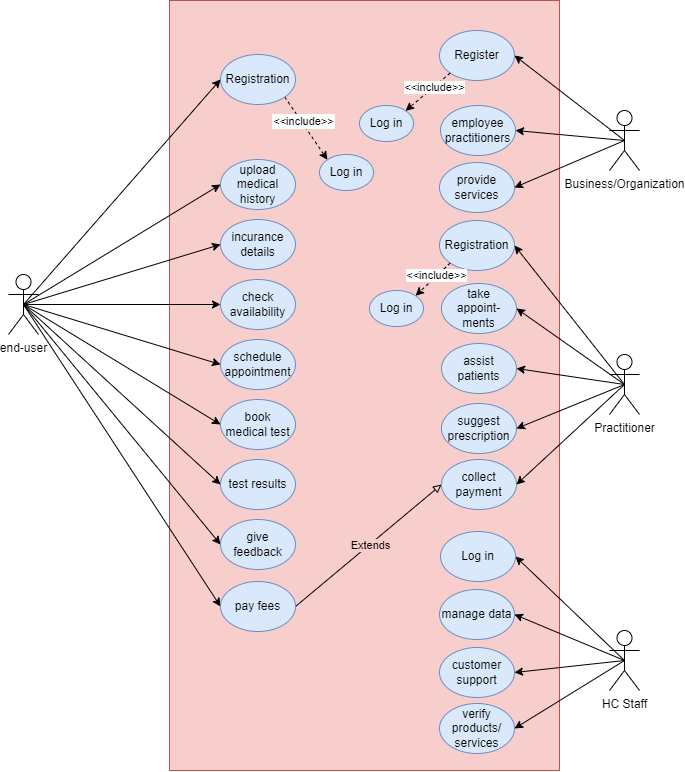 Registration
<<include>>
Log in
upload
medical
history
incurance
details
check
availability
schedule
appointment
book
medical test
test results
give
feedback
pay fees
end-user
Extends
Register
<<include>>
Log in
employee
practitioners
provide
services
Business/Organization
Registration
<<include>>
Log in
take
appoint-
ments
assist
patients
suggest
prescription
collect
payment
Practitioner
Log in
manage data
customer
support
verify
products/
services
HC Staff